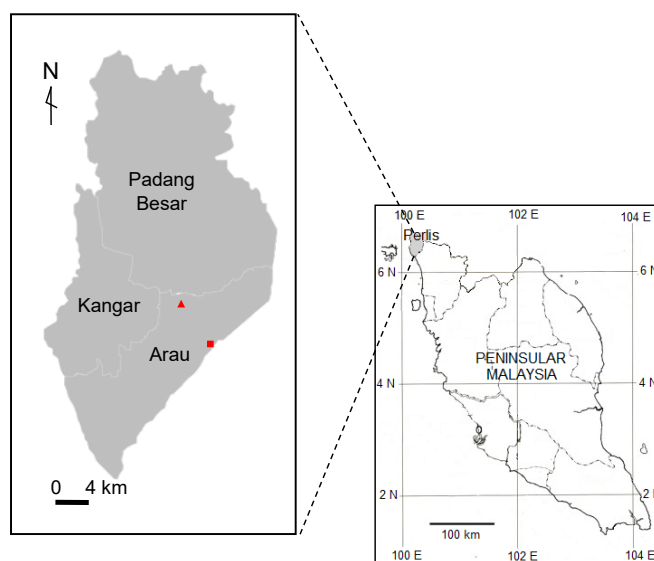 N
Padang
Besar
Kangar
Arau
0 4 km
100 E
102 E
104 E
Perlis
6 N
PENINSULAR
MALAYSIA
4 N
4 N
2 N
2 N
100 km
100 E
102 E
104 E